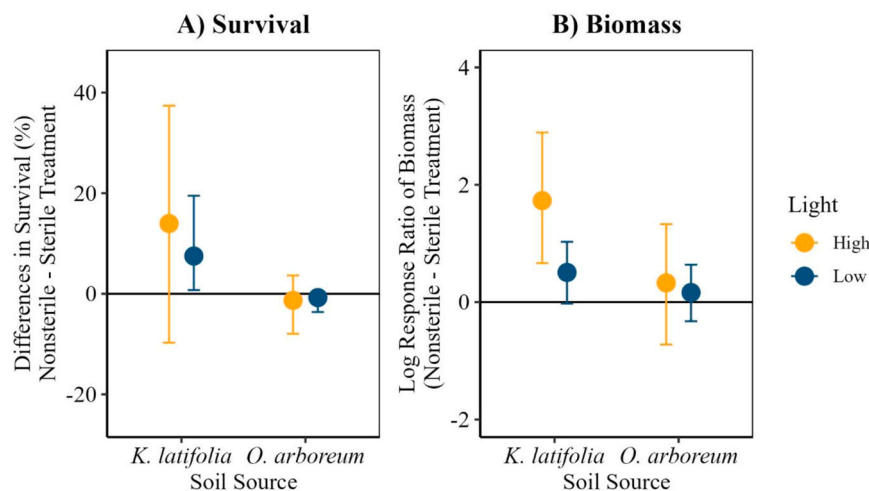 A) Survival
Differences in Survival (%)
Nonsterile - Sterile Treatment
40
20
0
-20
K. latifolia O. arboreum
Soil Source
B) Biomass
Log Response Ratio of Biomass
(Nonsterile - Sterile Treatment)
4
2
0
-2
K. latifolia O. arboreum
Soil Source
Light
High
Low